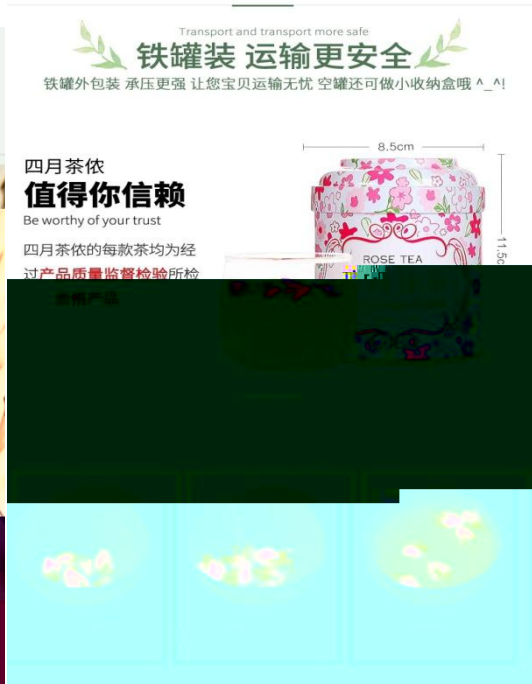 Transport and transport more safe
铁罐装 运输更安全
铁罐外包装 承压更强 让您宝贝运输无忧 空罐还可做小收纳盒哦 ^_^!
8.5cm
四月茶侬
值得你信赖
Be worthy of your trust
四月茶侬的每款茶均为经
过产品质量监督检验所检
11.5c
ROSE TEA